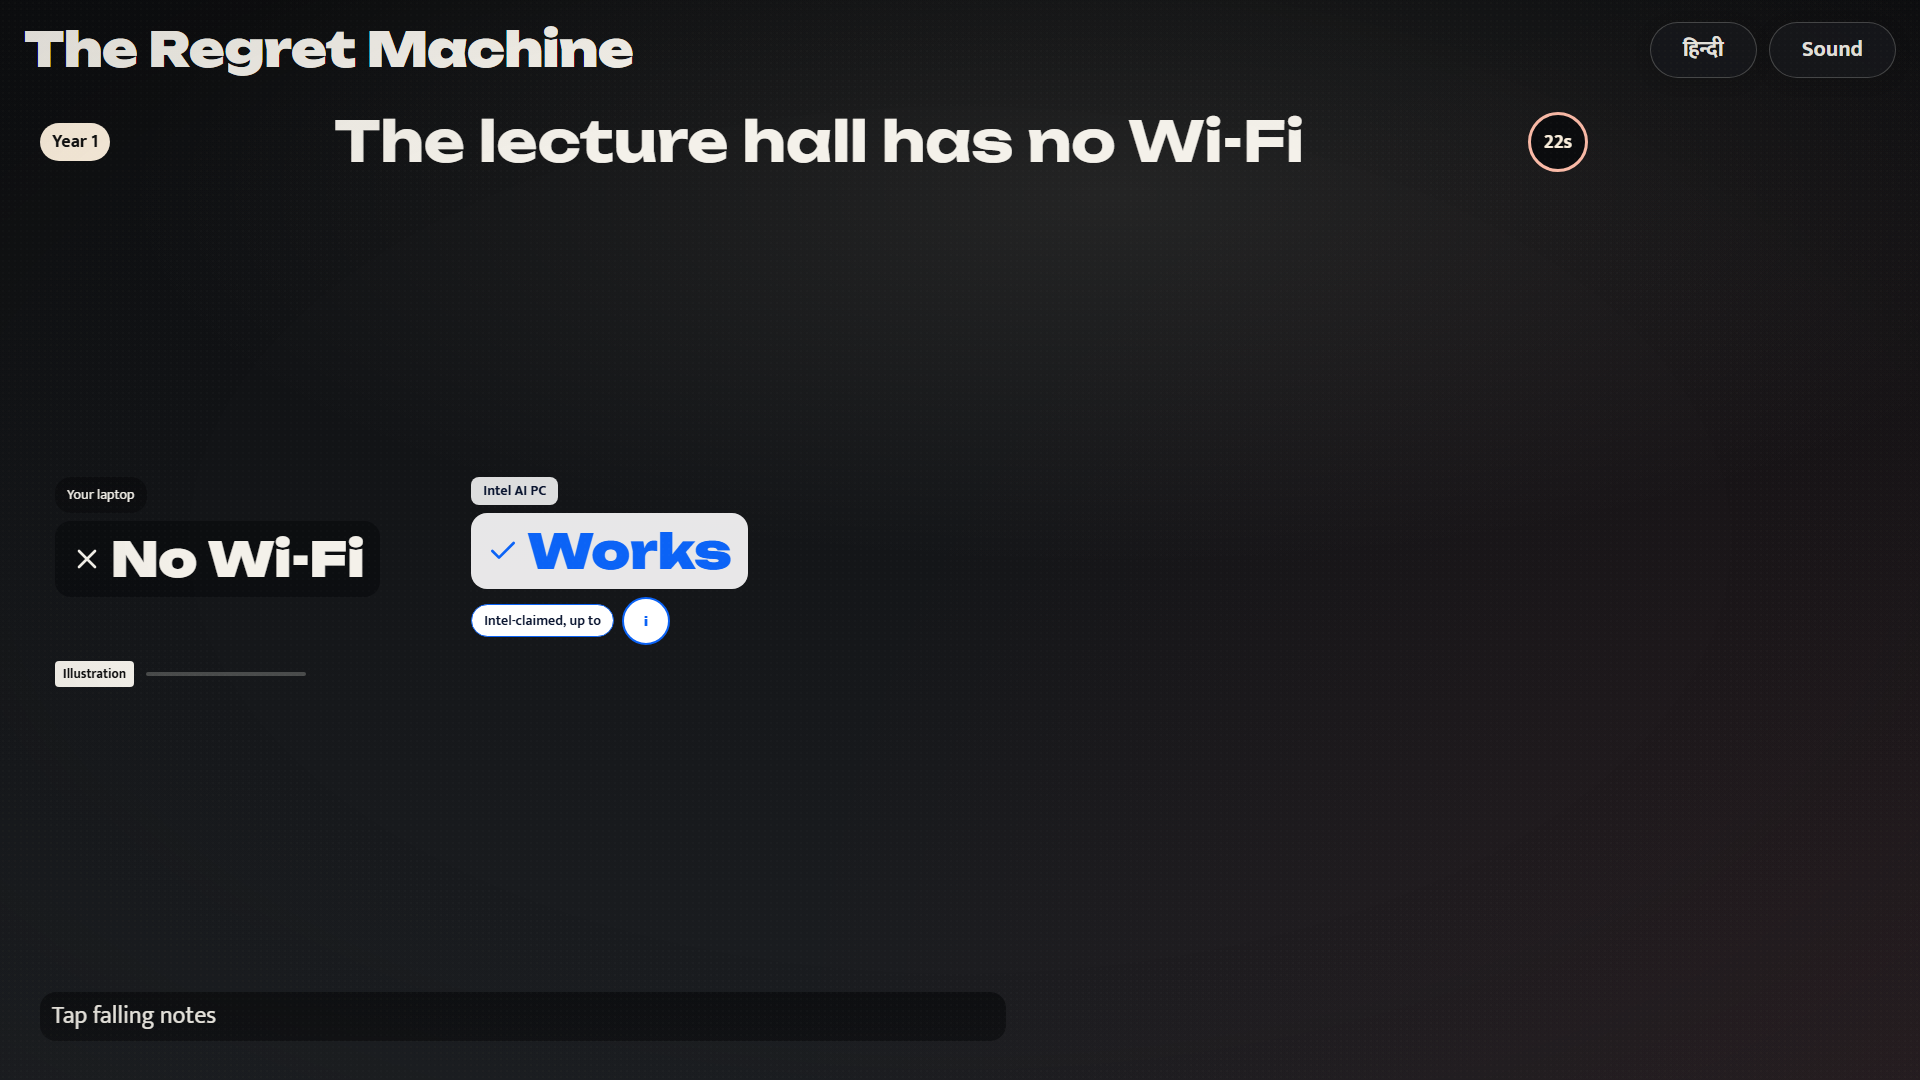 The Regret Machine
हिन्दी
Sound
Year 1
The lecture hall has no Wi-Fi
22s
Your laptop
No Wi-Fi
Intel AI PC
Works
Intel-claimed, up to
i
Illustration
Tap falling notes